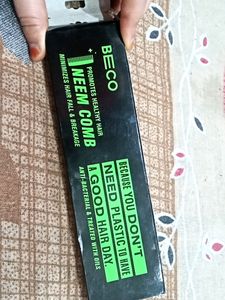 BECO
PROMOTES HEALTHY HAIR
NEEM COMB
MINIMIZES HAIR FALL & BREAKAGE
BECAUSE YOU DON'T
NEED PLASTIC TO HAVE
A GOOD HAIR DAY.
ANTI-BACTERIAL & TREATED WITH OILS